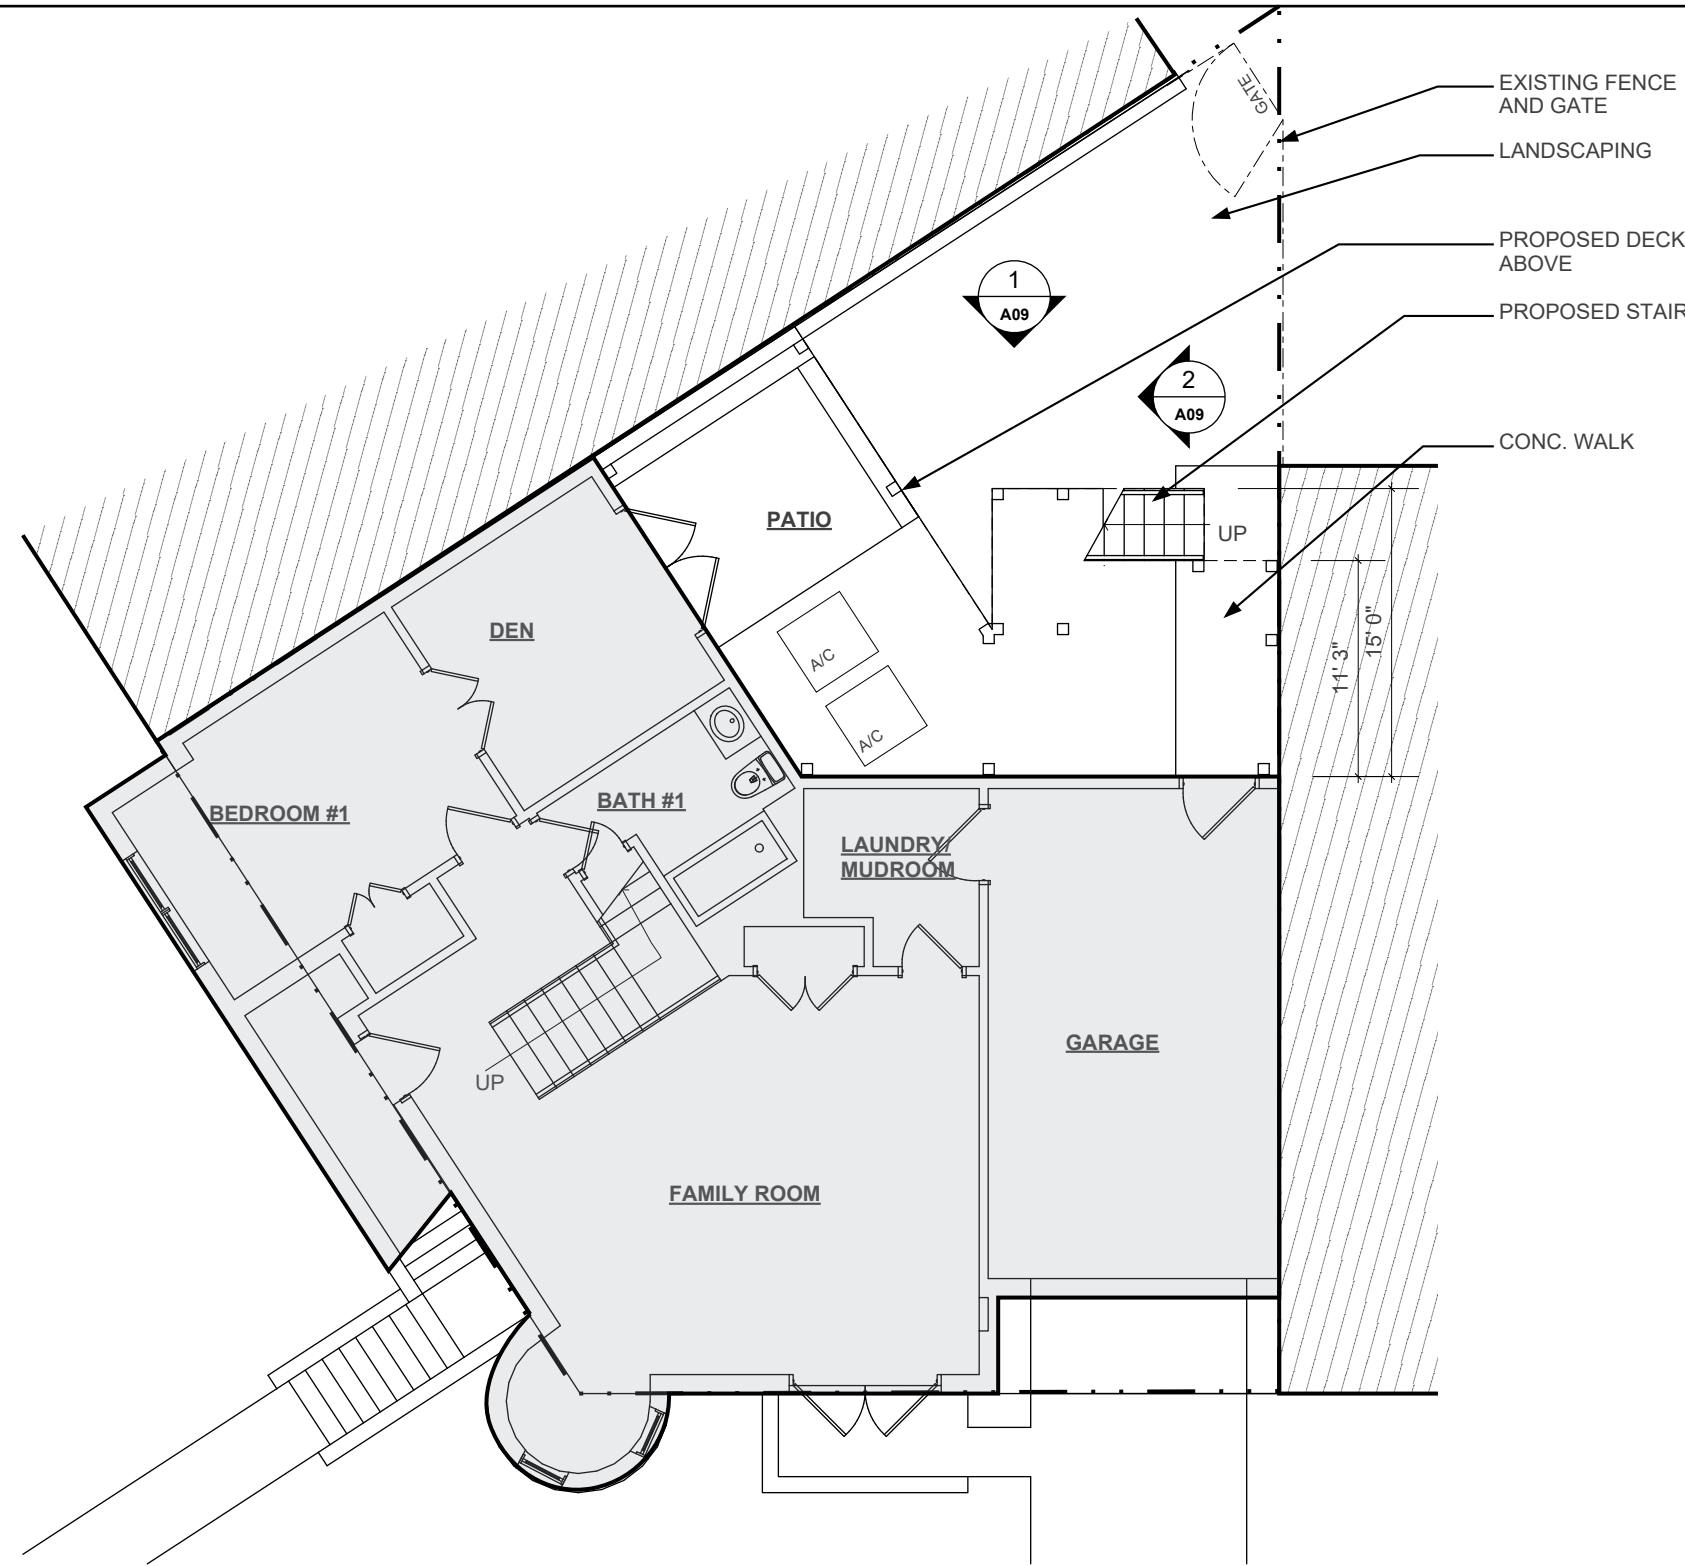 GATE
EXISTING FENCE
AND GATE
LANDSCAPING
PROPOSED DECK
ABOVE
PROPOSED STAIR
CONC. WALK
1
A09
2
A09
PATIO
UP
DEN
A/C
A/C
11' 3"
15' 0"
BEDROOM #1
BATH #1
LAUNDRY/
MUDROOM
GARAGE
UP
FAMILY ROOM